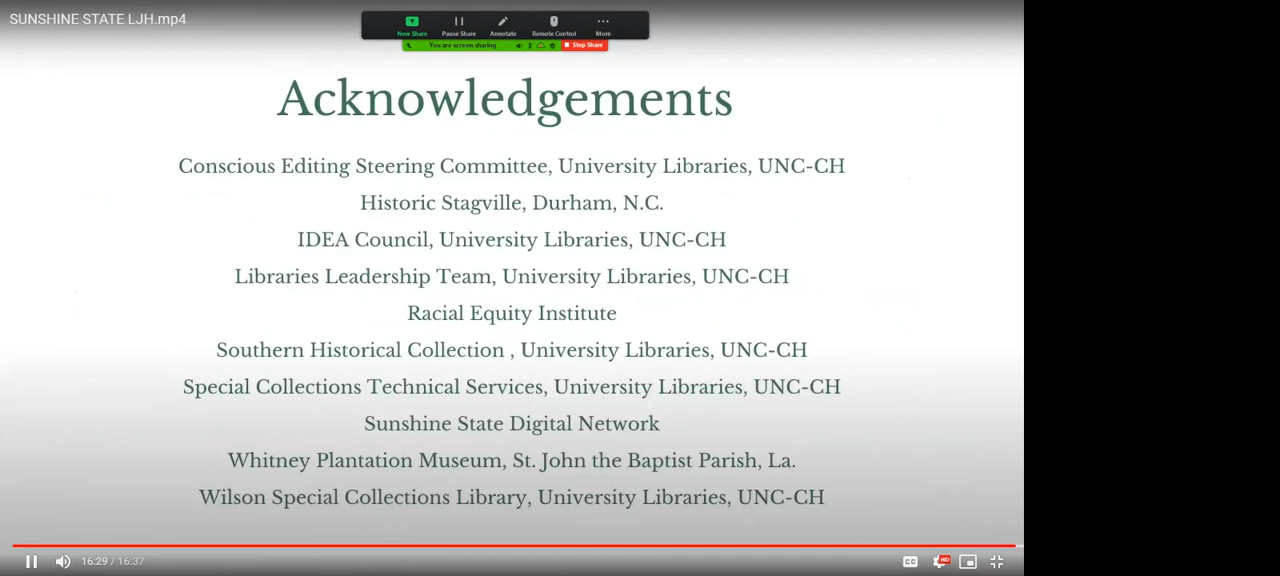 SUNSHINE STATE LJH.mp4
New Share
Pause Share
Annotate
Remote Control
More
You are screen sharing
Stop Share
Acknowledgements
Conscious Editing Steering Committee, University Libraries, UNC-CH
Historic Stagville, Durham, N.C.
IDEA Council, University Libraries, UNC-CH
Libraries Leadership Team, University Libraries, UNC-CH
Racial Equity Institute
Southern Historical Collection , University Libraries, UNC-CH
Special Collections Technical Services, University Libraries, UNC-CH
Sunshine State Digital Network
Whitney Plantation Museum, St. John the Baptist Parish, La.
Wilson Special Collections Library, University Libraries, UNC-CH
16:29 / 16:37
CC
HD